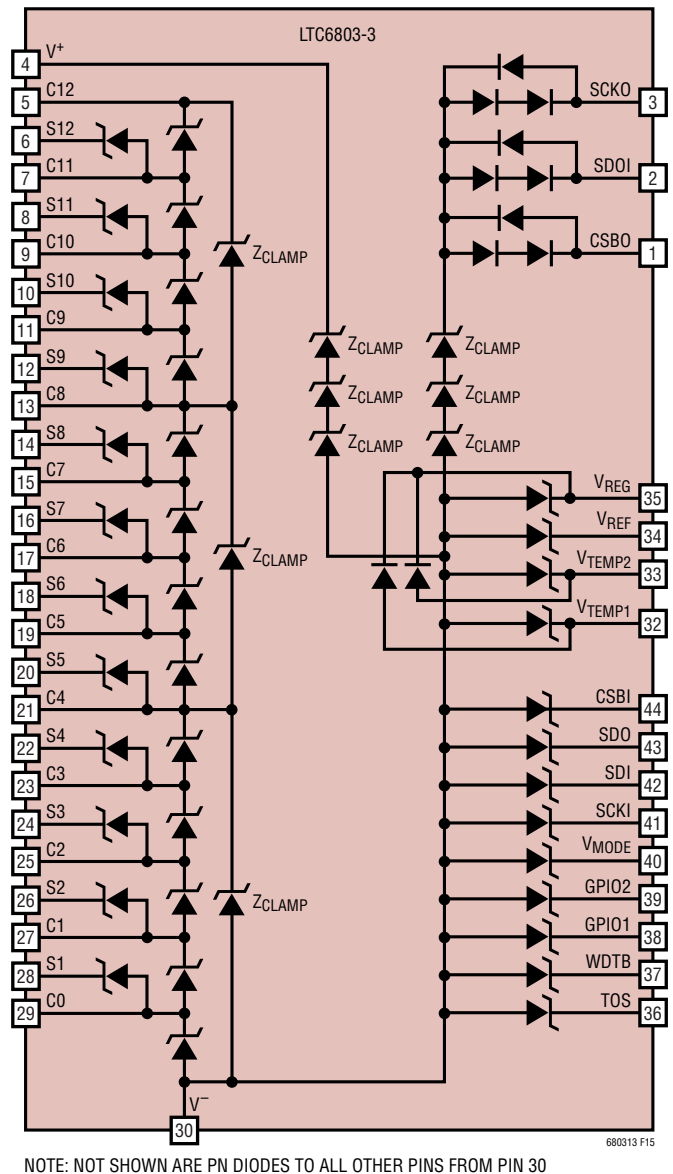 LTC6803-3
4 V+
5 C12
6 S12
7 C11
8 S11
9 C10
10 S10
11 C9
12 S9
13 C8
14 S8
15 C7
16 S7
17 C6
18 S6
19 C5
20 S5
21 C4
22 S4
23 C3
24 S3
25 C2
26 S2
27 C1
28 S1
29 C0
ZCLAMP
ZCLAMP
ZCLAMP
ZCLAMP
ZCLAMP
ZCLAMP
ZCLAMP
ZCLAMP
ZCLAMP
SCKO 3
SDOI 2
CSBO 1
VREG 35
VREF 34
VTEMP2 33
VTEMP1 32
CSBI 44
SDO 43
SDI 42
SCKI 41
VMODE 40
GPIO2 39
GPIO1 38
WDTB 37
TOS 36
V−
30
680313 F15
NOTE: NOT SHOWN ARE PN DIODES TO ALL OTHER PINS FROM PIN 30